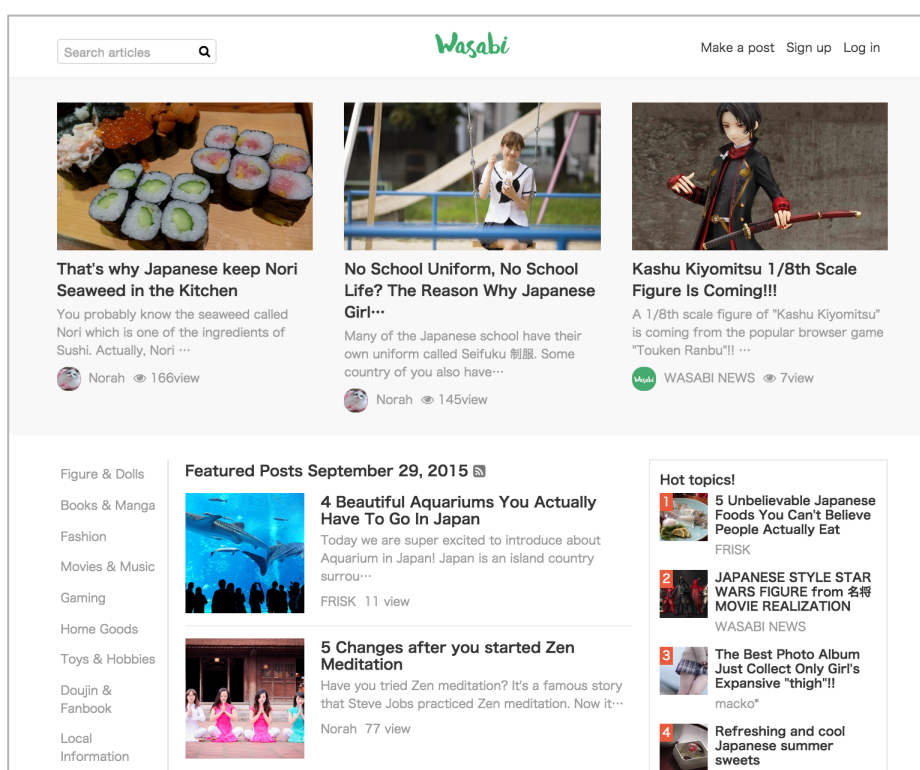 Search articles
Wasabi
Make a post Sign up Log in
That's why Japanese keep Nori
Seaweed in the Kitchen
You probably know the seaweed called
Nori which is one of the ingredients of
Sushi. Actually, Nori ⋯
Norah 166view
No School Uniform, No School
Life? The Reason Why Japanese
Girl⋯
Many of the Japanese school have their
own uniform called Seifuku 制服. Some
country of you also have⋯
Norah 145view
Kashu Kiyomitsu 1/8th Scale
Figure Is Coming!!!
A 1/8th scale figure of "Kashu Kiyomitsu"
is coming from the popular browser game
"Touken Ranbu"!! ⋯
Wasabi WASABI NEWS 7view
Figure & Dolls
Books & Manga
Fashion
Movies & Music
Gaming
Home Goods
Toys & Hobbies
Doujin &
Fanbook
Local
Information
Featured Posts September 29, 2015
4 Beautiful Aquariums You Actually
Have To Go In Japan
Today we are super excited to introduce about
Aquarium in Japan! Japan is an island country
surrou⋯
FRISK 11 view
5 Changes after you started Zen
Meditation
Have you tried Zen meditation? It's a famous story
that Steve Jobs practiced Zen meditation. Now it⋯
Norah 77 view
Hot topics!
1
5 Unbelievable Japanese
Foods You Can't Believe
People Actually Eat
FRISK
2
JAPANESE STYLE STAR
WARS FIGURE from 名将
MOVIE REALIZATION
WASABI NEWS
3
The Best Photo Album
Just Collect Only Girl's
Expansive "thigh"!!
macko*
4
Refreshing and cool
Japanese summer
sweets